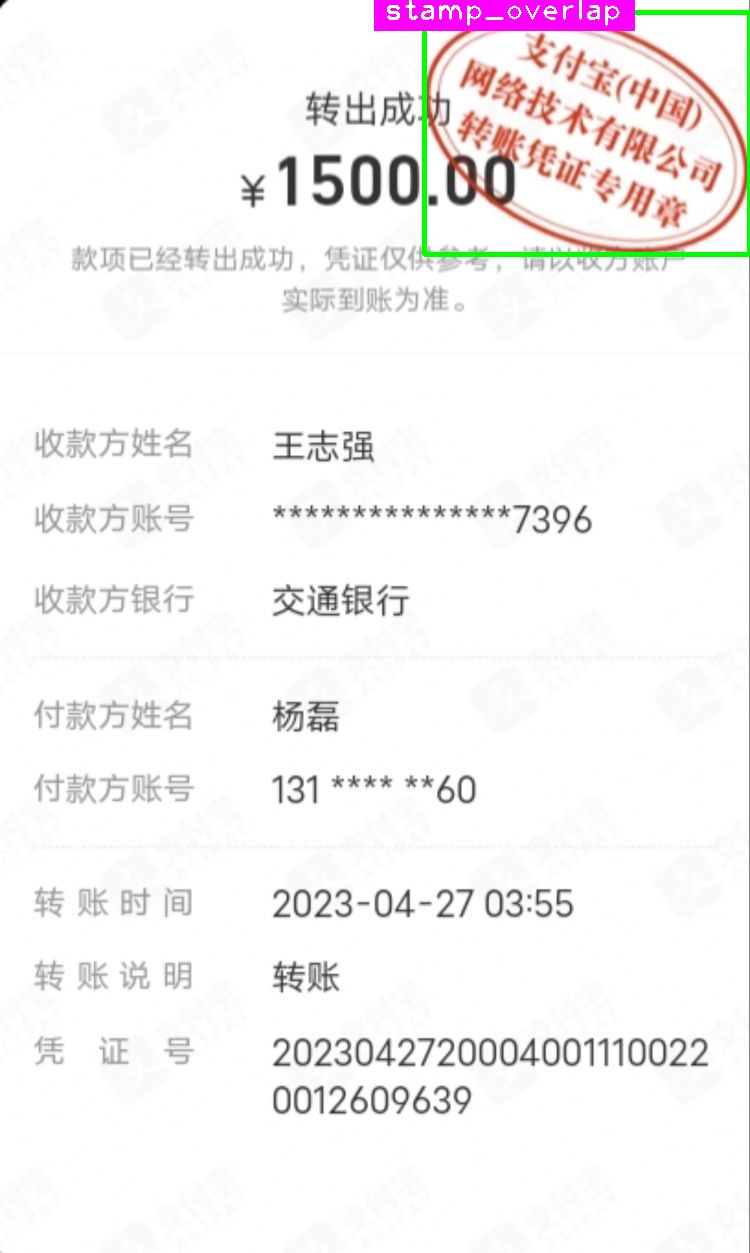 stamp_overlap
支付宝(中国)
网络技术有限公司
转账凭证专用章
转出成功
¥1500.00
款项已经转出成功，凭证仅供参考，请以收方账户
实际到账为准。
收款方姓名 王志强
收款方账号 ***************7396
收款方银行 交通银行
付款方姓名 杨磊
付款方账号 131 **** **60
转账时间 2023-04-27 03:55
转账说明 转账
凭证号 2023042720004001110022
0012609639